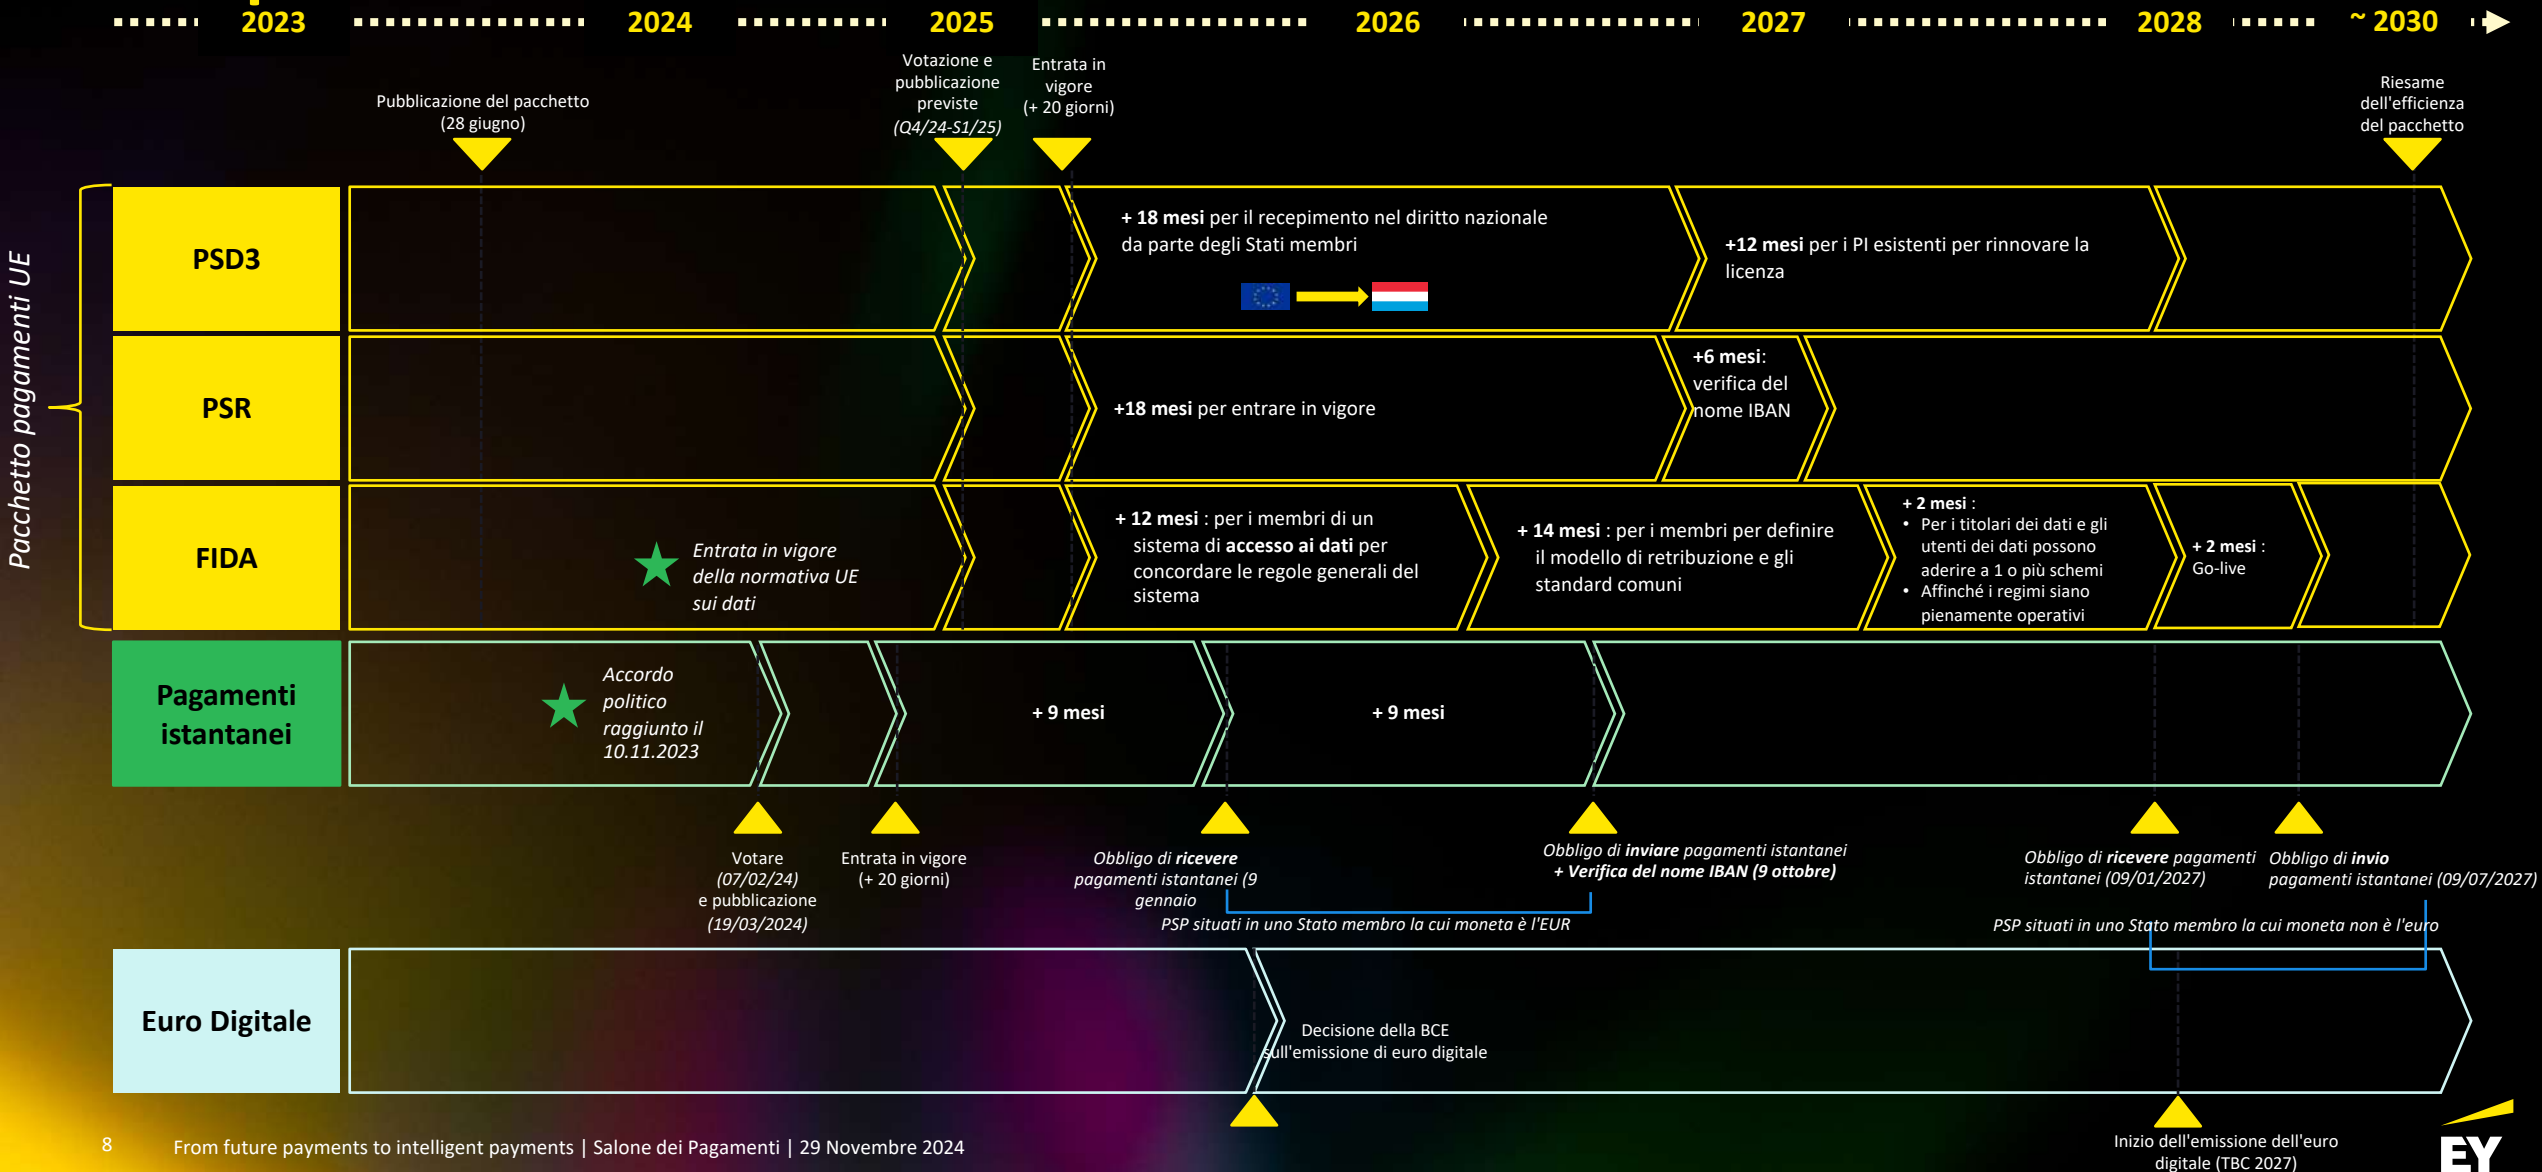 2023
2024
2025
2026
2027
2028
~ 2030
Pubblicazione del pacchetto
(28 giugno)
Votazione e
pubblicazione
previste
(Q4/24-S1/25)
Entrata in
vigore
(+ 20 giorni)
Riesame
dell'efficienza
del pacchetto
Pacchetto pagamenti UE
PSD3
+ 18 mesi per il recepimento nel diritto nazionale
da parte degli Stati membri
+12 mesi per i PI esistenti per rinnovare la
licenza
PSR
+18 mesi per entrare in vigore
+6 mesi:
verifica del
nome IBAN
FIDA
Entrata in vigore
della normativa UE
sui dati
+ 12 mesi : per i membri di un
sistema di accesso ai dati per
concordare le regole generali del
sistema
+ 14 mesi : per i membri per definire
il modello di retribuzione e gli
standard comuni
+ 2 mesi :
• Per i titolari dei dati e gli
utenti dei dati possono
aderire a 1 o più schemi
• Affinché i regimi siano
pienamente operativi
+ 2 mesi :
Go-live
Pagamenti
istantanei
Accordo
politico
raggiunto il
10.11.2023
+ 9 mesi
+ 9 mesi
Votare
(07/02/24)
e pubblicazione
(19/03/2024)
Entrata in vigore
(+ 20 giorni)
Obbligo di ricevere
pagamenti istantanei (9
gennaio
Obbligo di inviare pagamenti istantanei
+ Verifica del nome IBAN (9 ottobre)
PSP situati in uno Stato membro la cui moneta è l'EUR
Obbligo di ricevere pagamenti
istantanei (09/01/2027)
Obbligo di invio
pagamenti istantanei (09/07/2027)
PSP situati in uno Stato membro la cui moneta non è l'euro
Euro Digitale
Decisione della BCE
sull'emissione di euro digitale
Inizio dell'emissione dell'euro
digitale (TBC 2027)
8
From future payments to intelligent payments | Salone dei Pagamenti | 29 Novembre 2024
EY